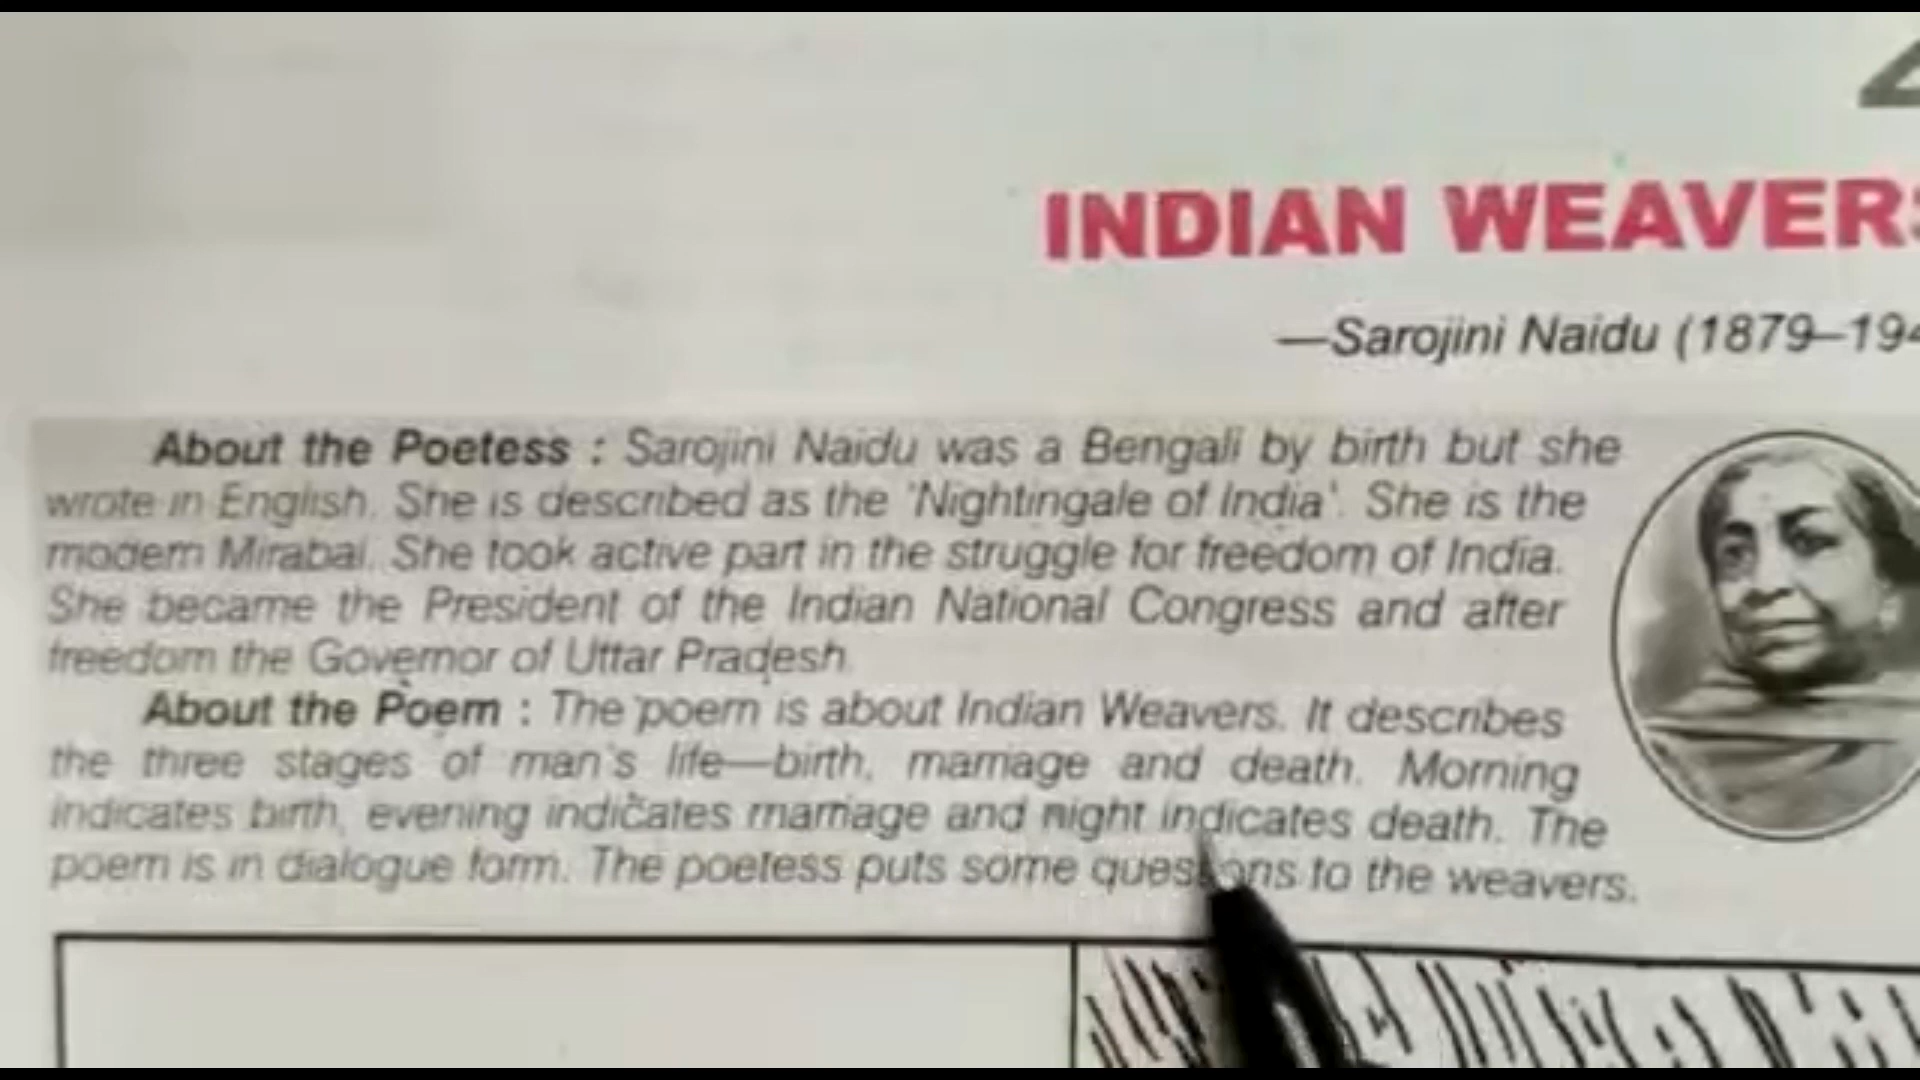 INDIAN WEAVERS
—Sarojini Naidu (1879–194
About the Poetess : Sarojini Naidu was a Bengali by birth but she
wrote in English. She is described as the 'Nightingale of India'. She is the
modern Mirabai. She took active part in the struggle for freedom of India.
She became the President of the Indian National Congress and after
freedom the Governor of Uttar Pradesh.
About the Poem : The poem is about Indian Weavers. It describes
the three stages of man's life—birth, marriage and death. Morning
indicates birth, evening indicates marriage and night indicates death. The
poem is in dialogue form. The poetess puts some questions to the weavers.